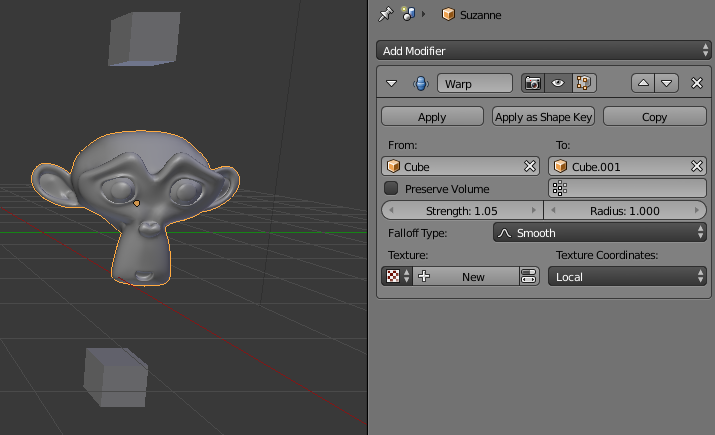 Suzanne
Add Modifier
Warp
Apply Apply as Shape Key Copy
From: To:
Cube Cube.001
Preserve Volume
Strength: 1.05 Radius: 1.000
Falloff Type: Smooth
Texture: Texture Coordinates:
New Local